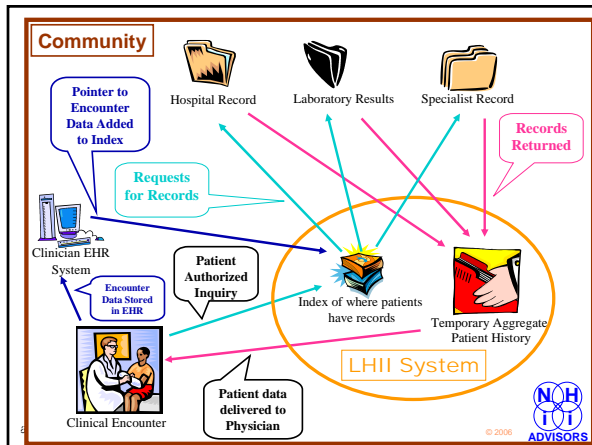 Community
Hospital Record
Laboratory Results
Specialist Record
Pointer to
Encounter
Data Added
to Index
Records
Returned
Requests
for Records
Clinician EHR
System
Encounter
Data Stored
in EHR
Patient
Authorized
Inquiry
Index of where patients
have records
Temporary Aggregate
Patient History
LHII System
Clinical Encounter
Patient data
delivered to
Physician
© 2006
N H
i i
ADVISORS